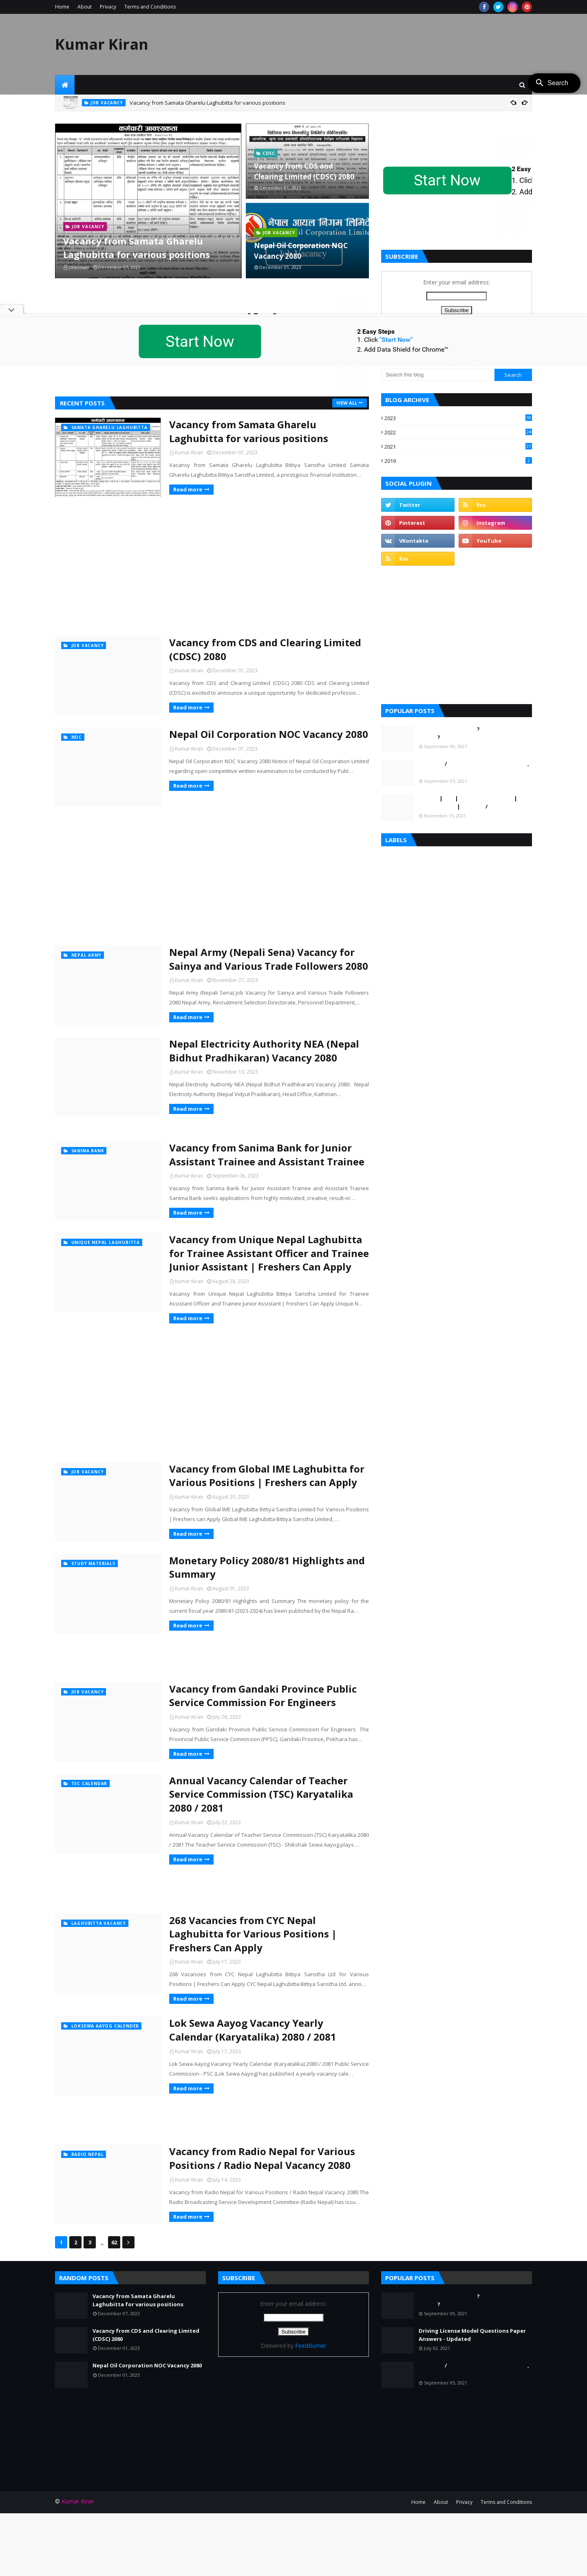 Home About Privacy Terms and Conditions
Kumar Kiran
Search
JOB VACANCY Vacancy from Samata Gharelu Laghubitta for various positions
JOB VACANCY
Vacancy from Samata Gharelu
Laghubitta for various positions
Unknown December 07, 2023
CDSC
Vacancy from CDS and
Clearing Limited (CDSC) 2080
December 01, 2023
JOB VACANCY
Nepal Oil Corporation NOC
Vacancy 2080
December 01, 2023
Start Now
2 Easy
1. Clic
2. Add
SUBSCRIBE
Enter your email address:
Subscribe
Start Now
2 Easy Steps
1. Click "Start Now"
2. Add Data Shield for Chrome™
Search this blog Search
RECENT POSTS VIEW ALL
SAMATA GHARELU LAGHUBITTA
Vacancy from Samata Gharelu
Laghubitta for various positions
Kumar Kiran December 07, 2023
Vacancy from Samata Gharelu Laghubitta Bittiya Sanstha Limited Samata
Gharelu Laghubitta Bittiya Sanstha Limited, a prestigious financial institution…
Read more
BLOG ARCHIVE
2023
2022
2021
2019
SOCIAL PLUGIN
Twitter
Rss
Pinterest
Instagram
VKontakte
YouTube
Rss
JOB VACANCY
Vacancy from CDS and Clearing Limited
(CDSC) 2080
Kumar Kiran December 01, 2023
Vacancy from CDS and Clearing Limited (CDSC) 2080 CDS and Clearing Limited
(CDSC) is excited to announce a unique opportunity for dedicated professio…
Read more
NOC
Nepal Oil Corporation NOC Vacancy 2080
Kumar Kiran December 01, 2023
Nepal Oil Corporation NOC Vacancy 2080 Notice of Nepal Oil Corporation Limited
regarding open competitive written examination to be conducted by Publ…
Read more
POPULAR POSTS
?
?
September 09, 2021
/ ,
September 05, 2021
| | |
| /
November 15, 2021
LABELS
NEPAL ARMY
Nepal Army (Nepali Sena) Vacancy for
Sainya and Various Trade Followers 2080
Kumar Kiran November 27, 2023
Nepal Army (Nepali Sena) Job Vacancy for Sainya and Various Trade Followers
2080 Nepal Army, Recruitment Selection Directorate, Personnel Department,…
Read more
Nepal Electricity Authority NEA (Nepal
Bidhut Pradhikaran) Vacancy 2080
Kumar Kiran November 10, 2023
Nepal Electricity Authority NEA (Nepal Bidhut Pradhikaran) Vacancy 2080 Nepal
Electricity Authority (Nepal Vidyut Pradikaran), Head Office, Kathman…
Read more
SANIMA BANK
Vacancy from Sanima Bank for Junior
Assistant Trainee and Assistant Trainee
Kumar Kiran September 06, 2023
Vacancy from Sanima Bank for Junior Assistant Trainee and Assistant Trainee
Sanima Bank seeks applications from highly motivated, creative, result-or…
Read more
UNIQUE NEPAL LAGHUBITTA
Vacancy from Unique Nepal Laghubitta
for Trainee Assistant Officer and Trainee
Junior Assistant | Freshers Can Apply
Kumar Kiran August 28, 2023
Vacancy from Unique Nepal Laghubitta Bittiya Sanstha Limited for Trainee
Assistant Officer and Trainee Junior Assistant | Freshers Can Apply Unique N…
Read more
JOB VACANCY
Vacancy from Global IME Laghubitta for
Various Positions | Freshers can Apply
Kumar Kiran August 20, 2023
Vacancy from Global IME Laghubitta Bittiya Sanstha Limited for Various Positions
| Freshers can Apply Global IME Laghubitta Bittiya Sanstha Limited, …
Read more
STUDY MATERIALS
Monetary Policy 2080/81 Highlights and
Summary
Kumar Kiran August 01, 2023
Monetary Policy 2080/81 Highlights and Summary The monetary policy for the
current fiscal year 2080-81 (2023-2024) has been published by the Nepal Ra…
Read more
JOB VACANCY
Vacancy from Gandaki Province Public
Service Commission For Engineers
Kumar Kiran July 26, 2023
Vacancy from Gandaki Province Public Service Commission For Engineers The
Provincial Public Service Commission (PPSC), Gandaki Province, Pokhara has…
Read more
TSC CALENDAR
Annual Vacancy Calendar of Teacher
Service Commission (TSC) Karyatalika
2080 / 2081
Kumar Kiran July 23, 2023
Annual Vacancy Calendar of Teacher Service Commission (TSC) Karyatalika 2080
/ 2081 The Teacher Service Commission (TSC) - Shikshak Sewa Aayog plays …
Read more
LAGHUBITTA VACANCY
268 Vacancies from CYC Nepal
Laghubitta for Various Positions |
Freshers Can Apply
Kumar Kiran July 17, 2023
268 Vacancies from CYC Nepal Laghubitta Bittiya Sanstha Ltd for Various
Positions | Freshers Can Apply CYC Nepal Laghubitta Bittiya Sanstha Ltd. anno…
Read more
LOKSEWA AAYOG CALENDER
Lok Sewa Aayog Vacancy Yearly
Calendar (Karyatalika) 2080 / 2081
Kumar Kiran July 17, 2023
Lok Sewa Aayog Vacancy Yearly Calendar (Karyatalika) 2080 / 2081 Public Service
Commission - PSC (Lok Sewa Aayog) has published a yearly vacancy cale…
Read more
RADIO NEPAL
Vacancy from Radio Nepal for Various
Positions / Radio Nepal Vacancy 2080
Kumar Kiran July 14, 2023
Vacancy from Radio Nepal for Various Positions / Radio Nepal Vacancy 2080 The
Radio Broadcasting Service Development Committee (Radio Nepal) has issu…
Read more
1 2 3 ... 62
RANDOM POSTS
Vacancy from Samata Gharelu
Laghubitta for various positions
December 07, 2023
Vacancy from CDS and Clearing Limited
(CDSC) 2080
December 01, 2023
Nepal Oil Corporation NOC Vacancy 2080
December 01, 2023
SUBSCRIBE
Enter your email address:
Subscribe
Delivered by FeedBurner
POPULAR POSTS
?
?
September 09, 2021
Driving License Model Questions Paper
Answers - Updated
July 02, 2021
/ ,
September 05, 2021
© Kumar Kiran
Home About Privacy Terms and Conditions